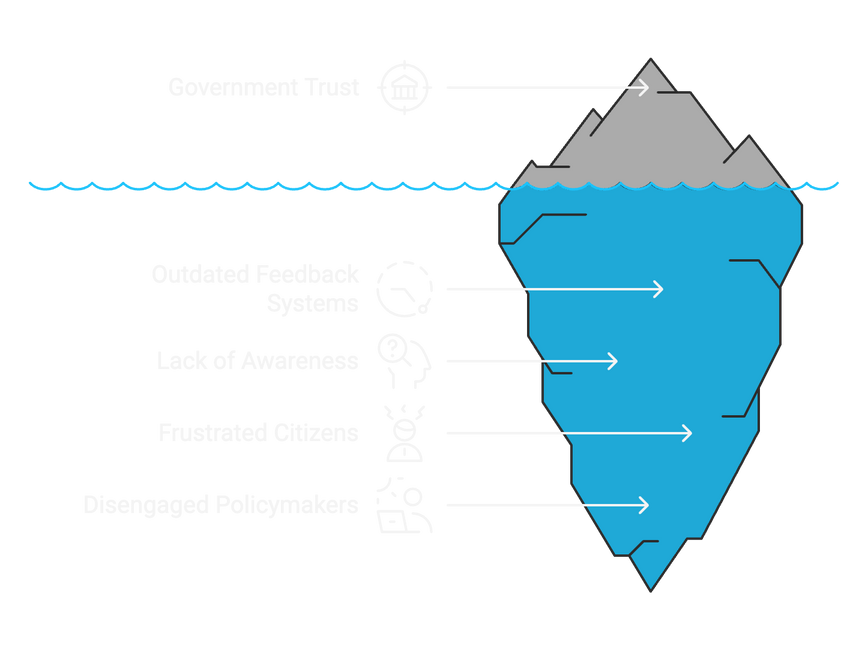 Government Trust
Outdated Feedback
Systems
Lack of Awareness
Frustrated Citizens
Disengaged Policymakers